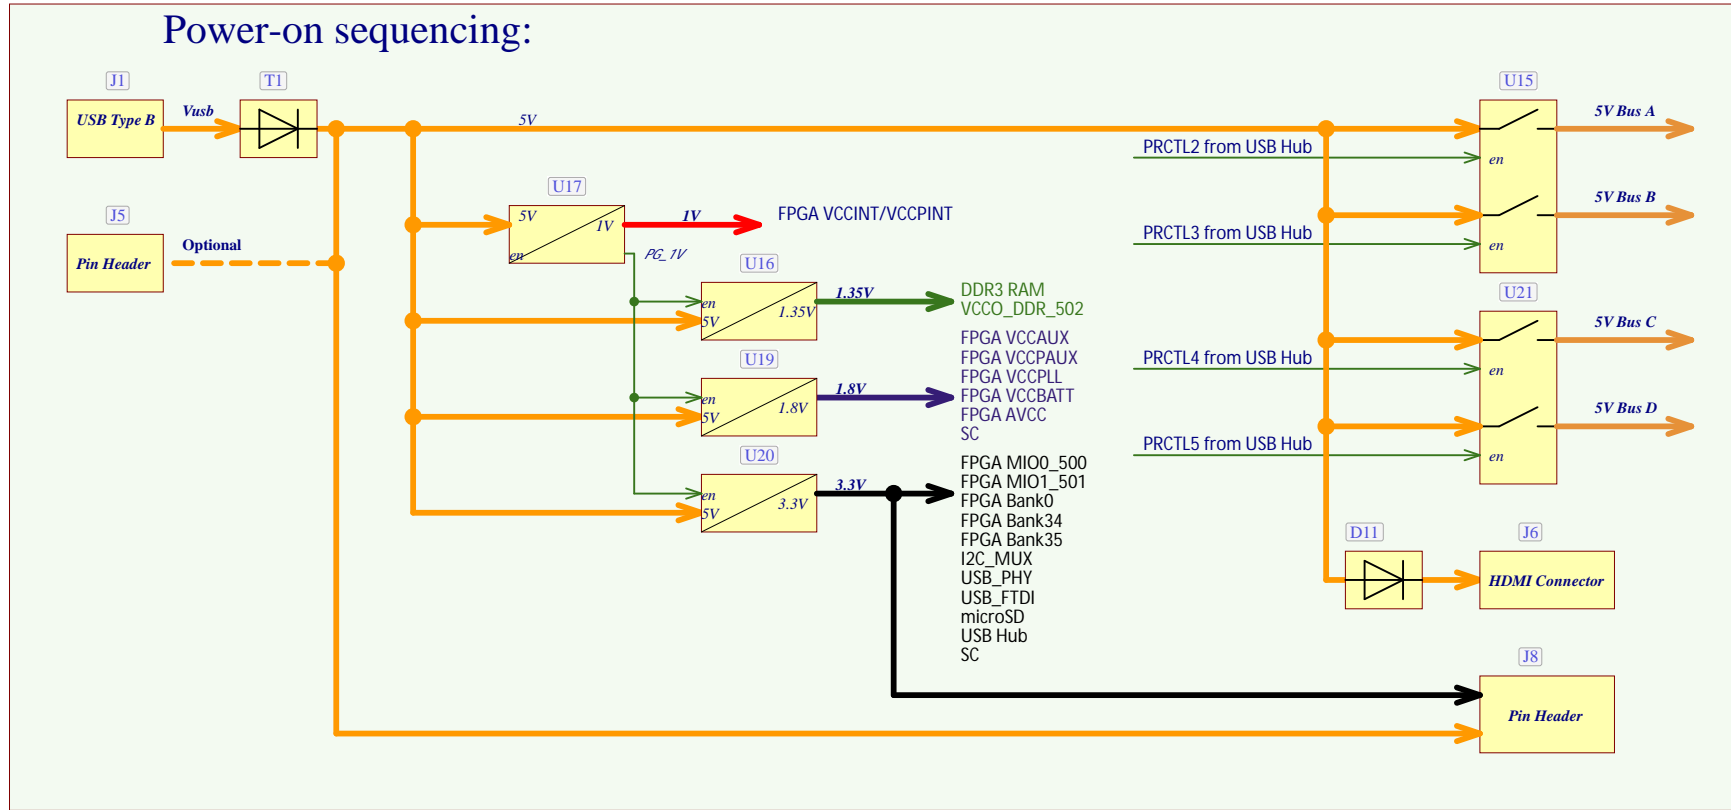 Power-on sequencing:
J1
USB Type B
Vusb
T1
5V
J5
Pin Header
Optional
U17
5V
1V
en
1V
FPGA VCCINT/VCCPINT
PG_1V
U16
en
5V
1.35V
1.35V
DDR3 RAM
VCCO_DDR_502
U19
en
5V
1.8V
1.8V
FPGA VCCAUX
FPGA VCCPAUX
FPGA VCCPLL
FPGA VCCBATT
FPGA AVCC
SC
U20
en
5V
3.3V
3.3V
FPGA MIO0_500
FPGA MIO1_501
FPGA Bank0
FPGA Bank34
FPGA Bank35
I2C_MUX
USB_PHY
USB_FTDI
microSD
USB Hub
SC
U15
5V Bus A
PRCTL2 from USB Hub
en
5V Bus B
PRCTL3 from USB Hub
en
U21
5V Bus C
PRCTL4 from USB Hub
en
5V Bus D
PRCTL5 from USB Hub
en
D11
J6
HDMI Connector
J8
Pin Header